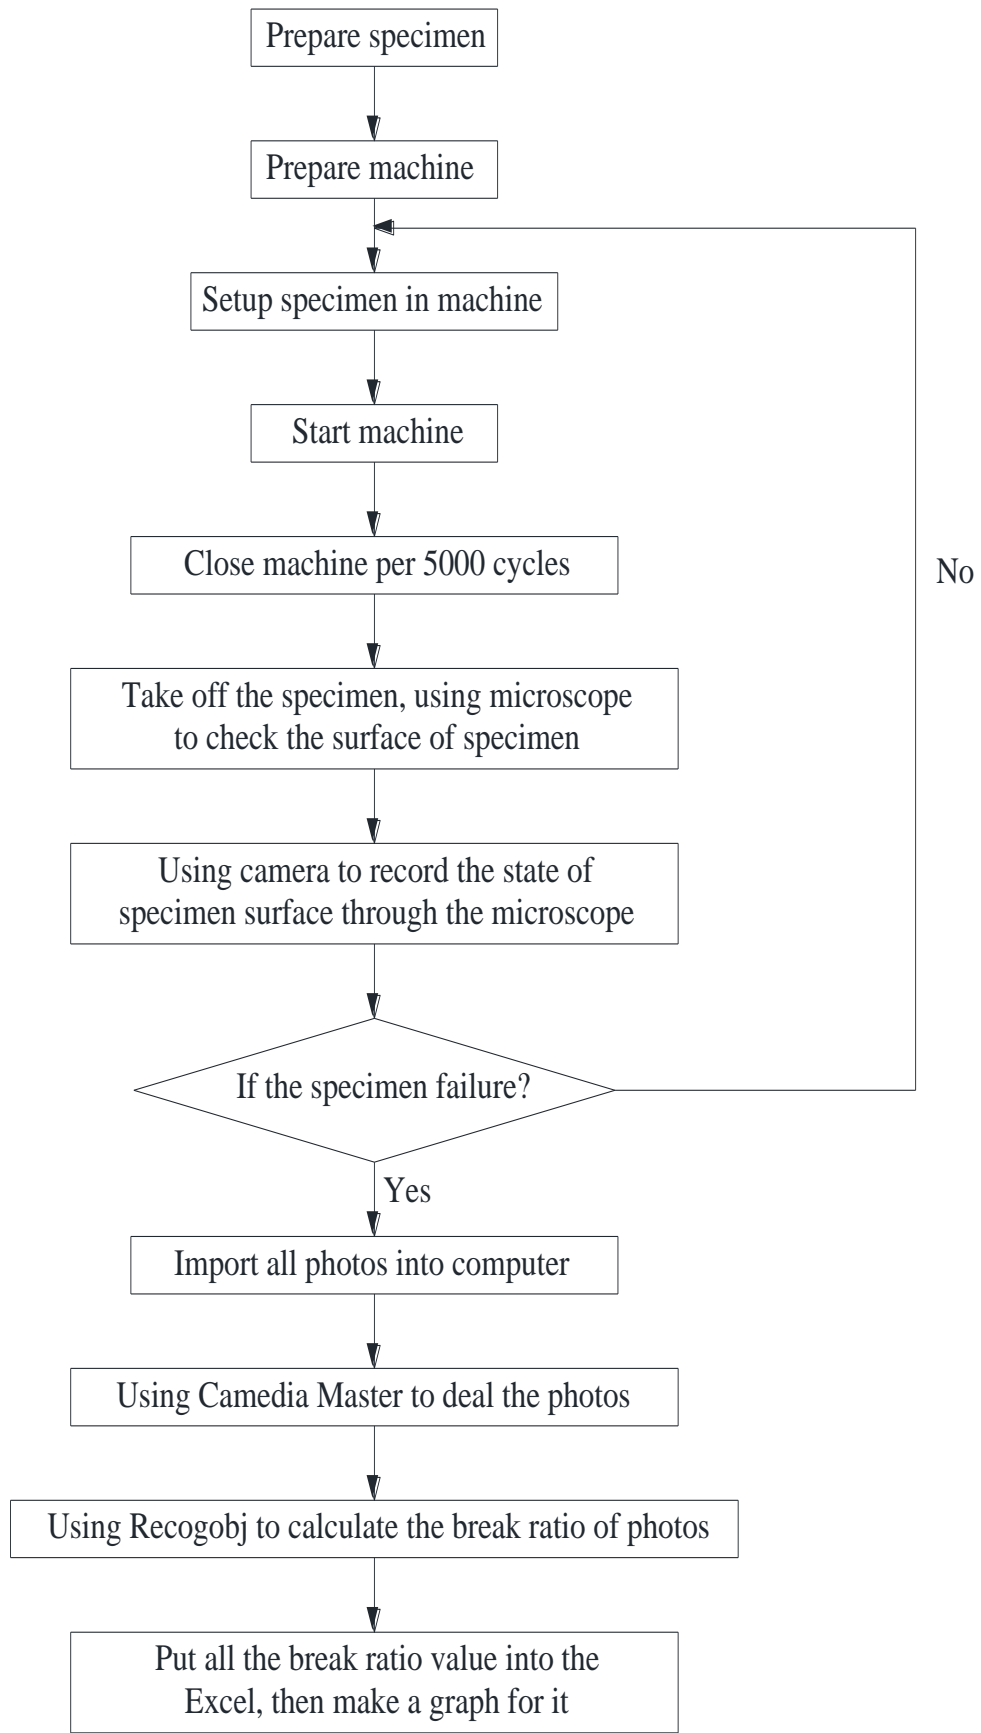 Prepare specimen
Prepare machine
Setup specimen in machine
Start machine
Close machine per 5000 cycles
No
Take off the specimen, using microscope
to check the surface of specimen
Using camera to record the state of
specimen surface through the microscope
If the specimen failure?
Yes
Import all photos into computer
Using Camedia Master to deal the photos
Using Recogobj to calculate the break ratio of photos
Put all the break ratio value into the
Excel, then make a graph for it